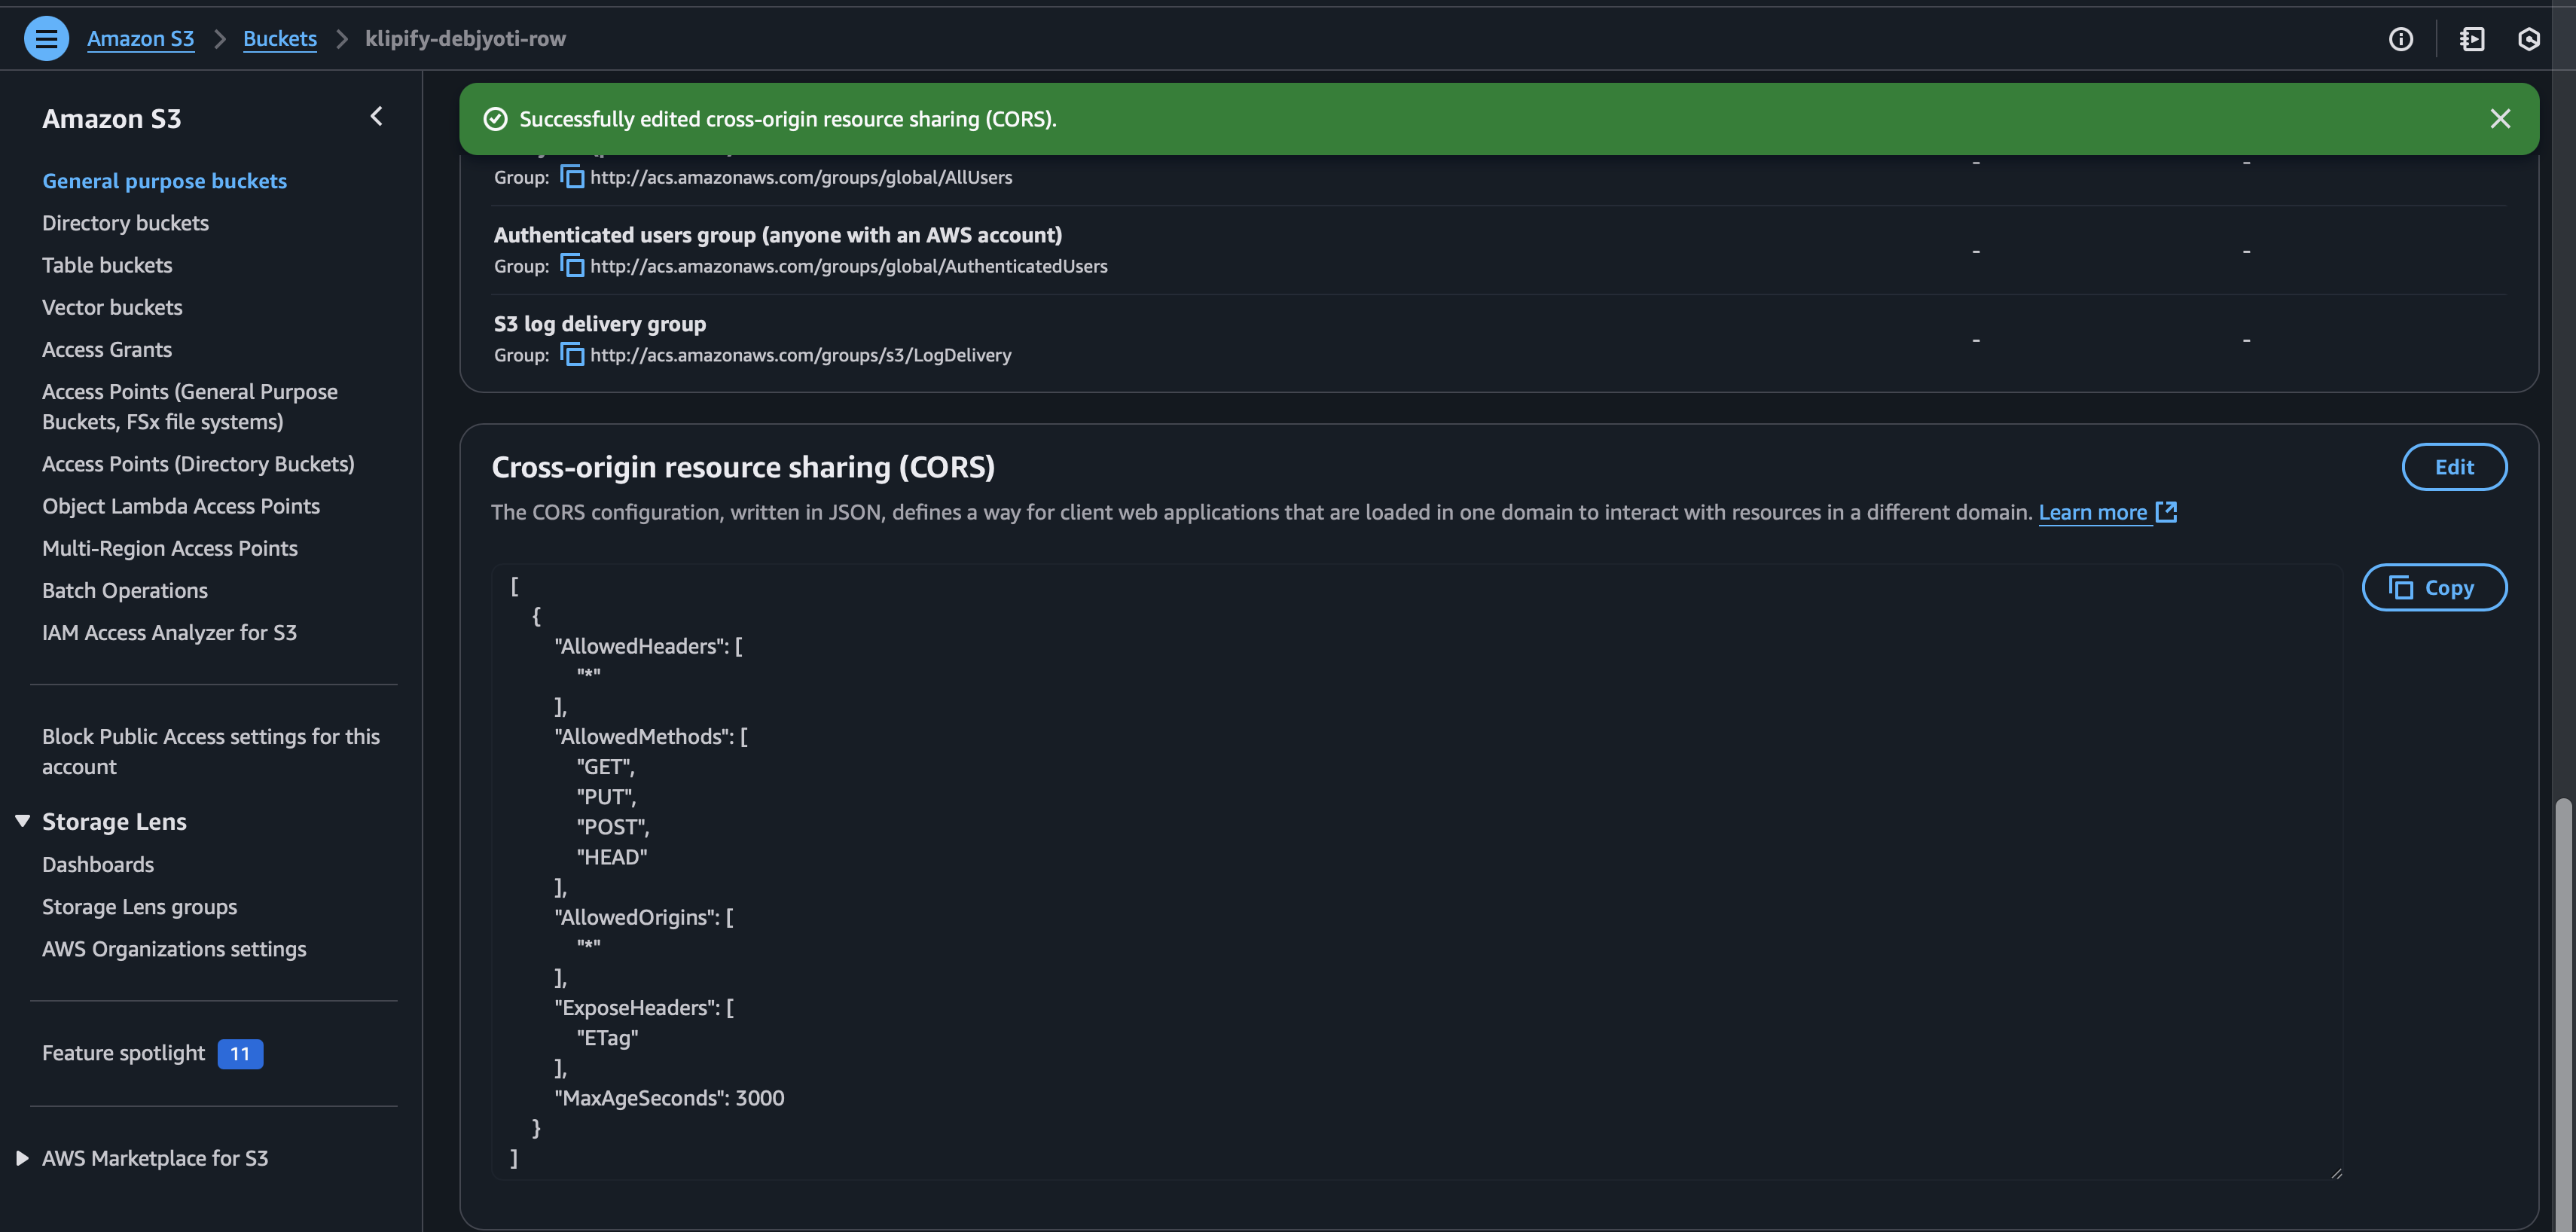 Amazon S3 > Buckets > klipify-debjyoti-row
Amazon S3
General purpose buckets
Directory buckets
Table buckets
Vector buckets
Access Grants
Access Points (General Purpose
Buckets, FSx file systems)
Access Points (Directory Buckets)
Object Lambda Access Points
Multi-Region Access Points
Batch Operations
IAM Access Analyzer for S3
Block Public Access settings for this
account
Storage Lens
Dashboards
Storage Lens groups
AWS Organizations settings
Feature spotlight 11
AWS Marketplace for S3
Successfully edited cross-origin resource sharing (CORS).
Group: http://acs.amazonaws.com/groups/global/AllUsers
- -
Authenticated users group (anyone with an AWS account)
Group: http://acs.amazonaws.com/groups/global/AuthenticatedUsers
- -
S3 log delivery group
Group: http://acs.amazonaws.com/groups/s3/LogDelivery
- -
Cross-origin resource sharing (CORS)
Edit
The CORS configuration, written in JSON, defines a way for client web applications that are loaded in one domain to interact with resources in a different domain. Learn more
Copy
[
{
"AllowedHeaders": [
"*"
],
"AllowedMethods": [
"GET",
"PUT",
"POST",
"HEAD"
],
"AllowedOrigins": [
"*"
],
"ExposeHeaders": [
"ETag"
],
"MaxAgeSeconds": 3000
}
]